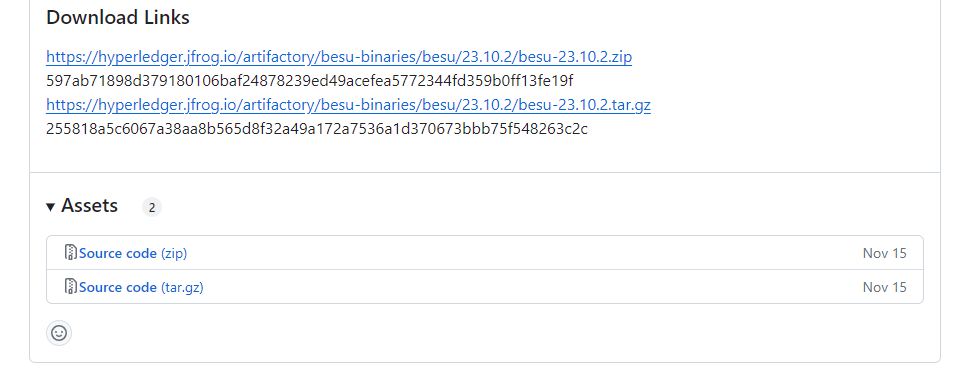 Download Links
https://hyperledger.jfrog.io/artifactory/besu-binaries/besu/23.10.2/besu-23.10.2.zip
597ab71898d379180106baf24878239ed49acefea5772344fd359b0ff13fe19f
https://hyperledger.jfrog.io/artifactory/besu-binaries/besu/23.10.2/besu-23.10.2.tar.gz
255818a5c6067a38aa8b565d8f32a49a172a7536a1d370673bbb75f548263c2c
Assets 2
Source code (zip) Nov 15
Source code (tar.gz) Nov 15